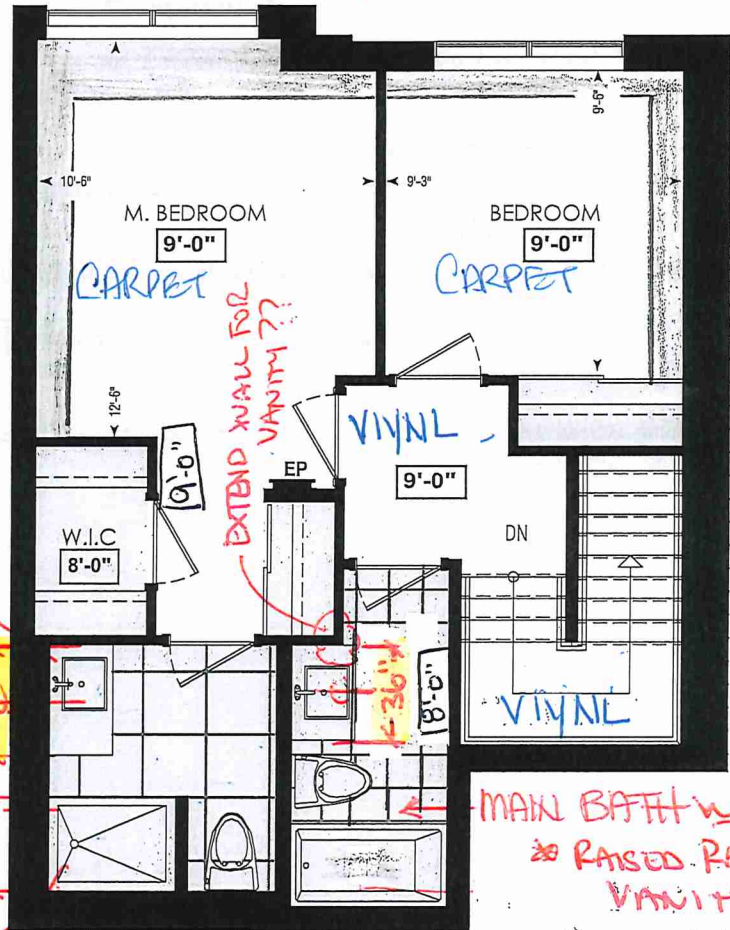 9'-6"
10'-6"
9'-3"
M. BEDROOM
9'-0"
CARPET
BEDROOM
9'-0"
CARPET
EXTEND WALL FOR
VANITY ??
12'-6"
VIYNL
9'-0"
EP
9'-0"
DN
W.I.C
8'-0"
36"
8'-0"
VIYNL
MAIN BATH
* RAISED